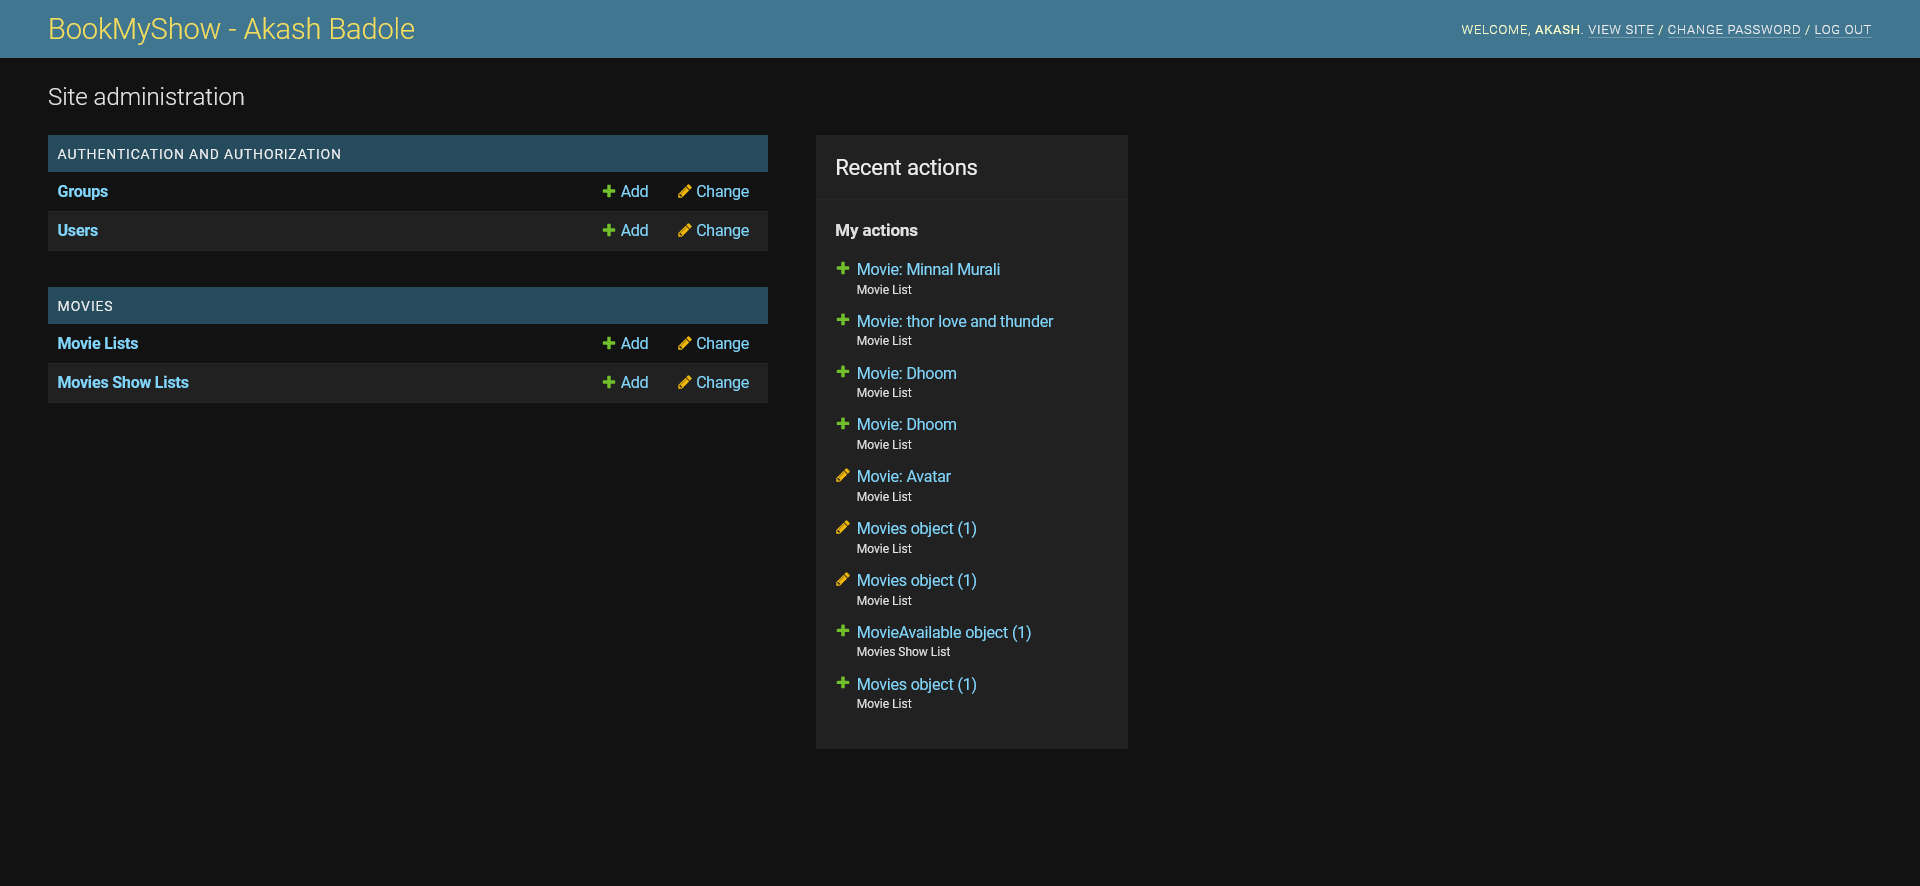 BookMyShow - Akash Badole
WELCOME, AKASH. VIEW SITE / CHANGE PASSWORD / LOG OUT
Site administration
AUTHENTICATION AND AUTHORIZATION
Groups Add Change
Users Add Change
MOVIES
Movie Lists Add Change
Movies Show Lists Add Change
Recent actions
My actions
Movie: Minnal Murali
Movie List
Movie: thor love and thunder
Movie List
Movie: Dhoom
Movie List
Movie: Dhoom
Movie List
Movie: Avatar
Movie List
Movies object (1)
Movie List
Movies object (1)
Movie List
MovieAvailable object (1)
Movies Show List
Movies object (1)
Movie List